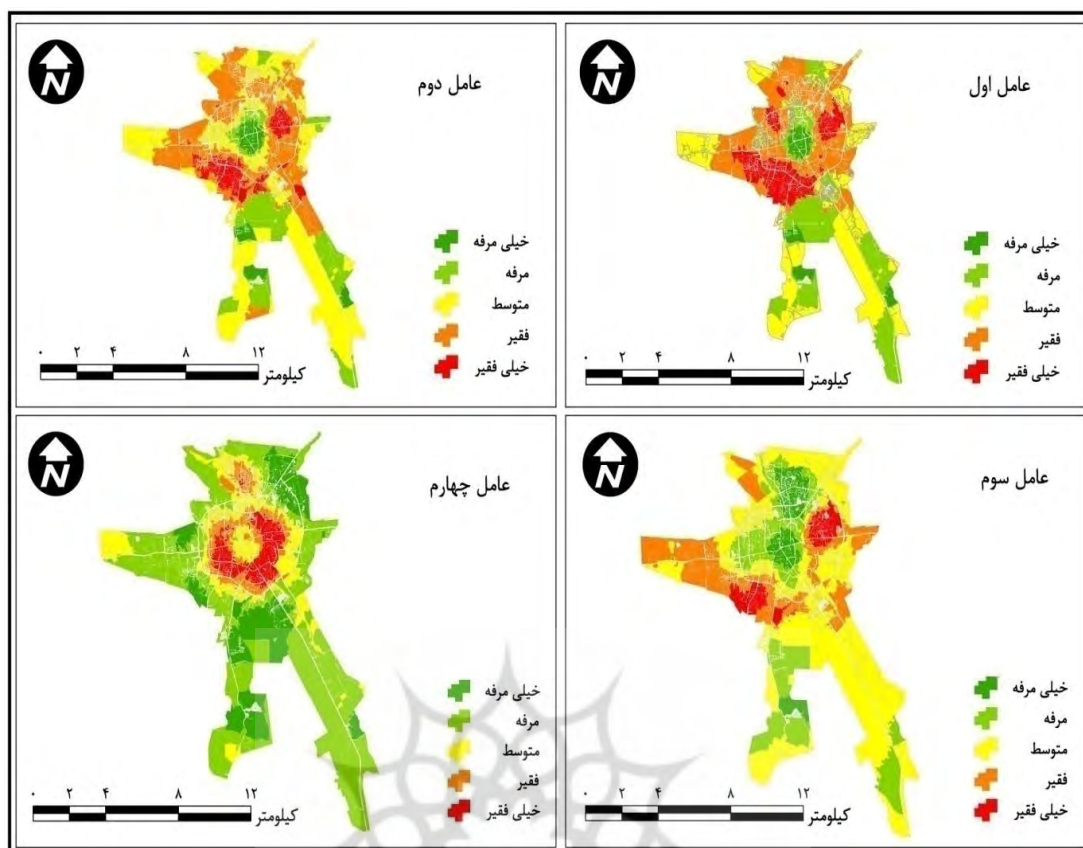 N
عامل اول
خیلی مرفه
مرفه
متوسط
فقیر
خیلی فقیر
۰ ۲ ۴ ۸ ۱۲
کیلومتر
N
عامل دوم
خیلی مرفه
مرفه
متوسط
فقیر
خیلی فقیر
۰ ۲ ۴ ۸ ۱۲
کیلومتر
N
عامل سوم
خیلی مرفه
مرفه
متوسط
فقیر
خیلی فقیر
۰ ۲ ۴ ۸ ۱۲
کیلومتر
N
عامل چهارم
خیلی مرفه
مرفه
متوسط
فقیر
خیلی فقیر
۰ ۲ ۴ ۸ ۱۲
کیلومتر